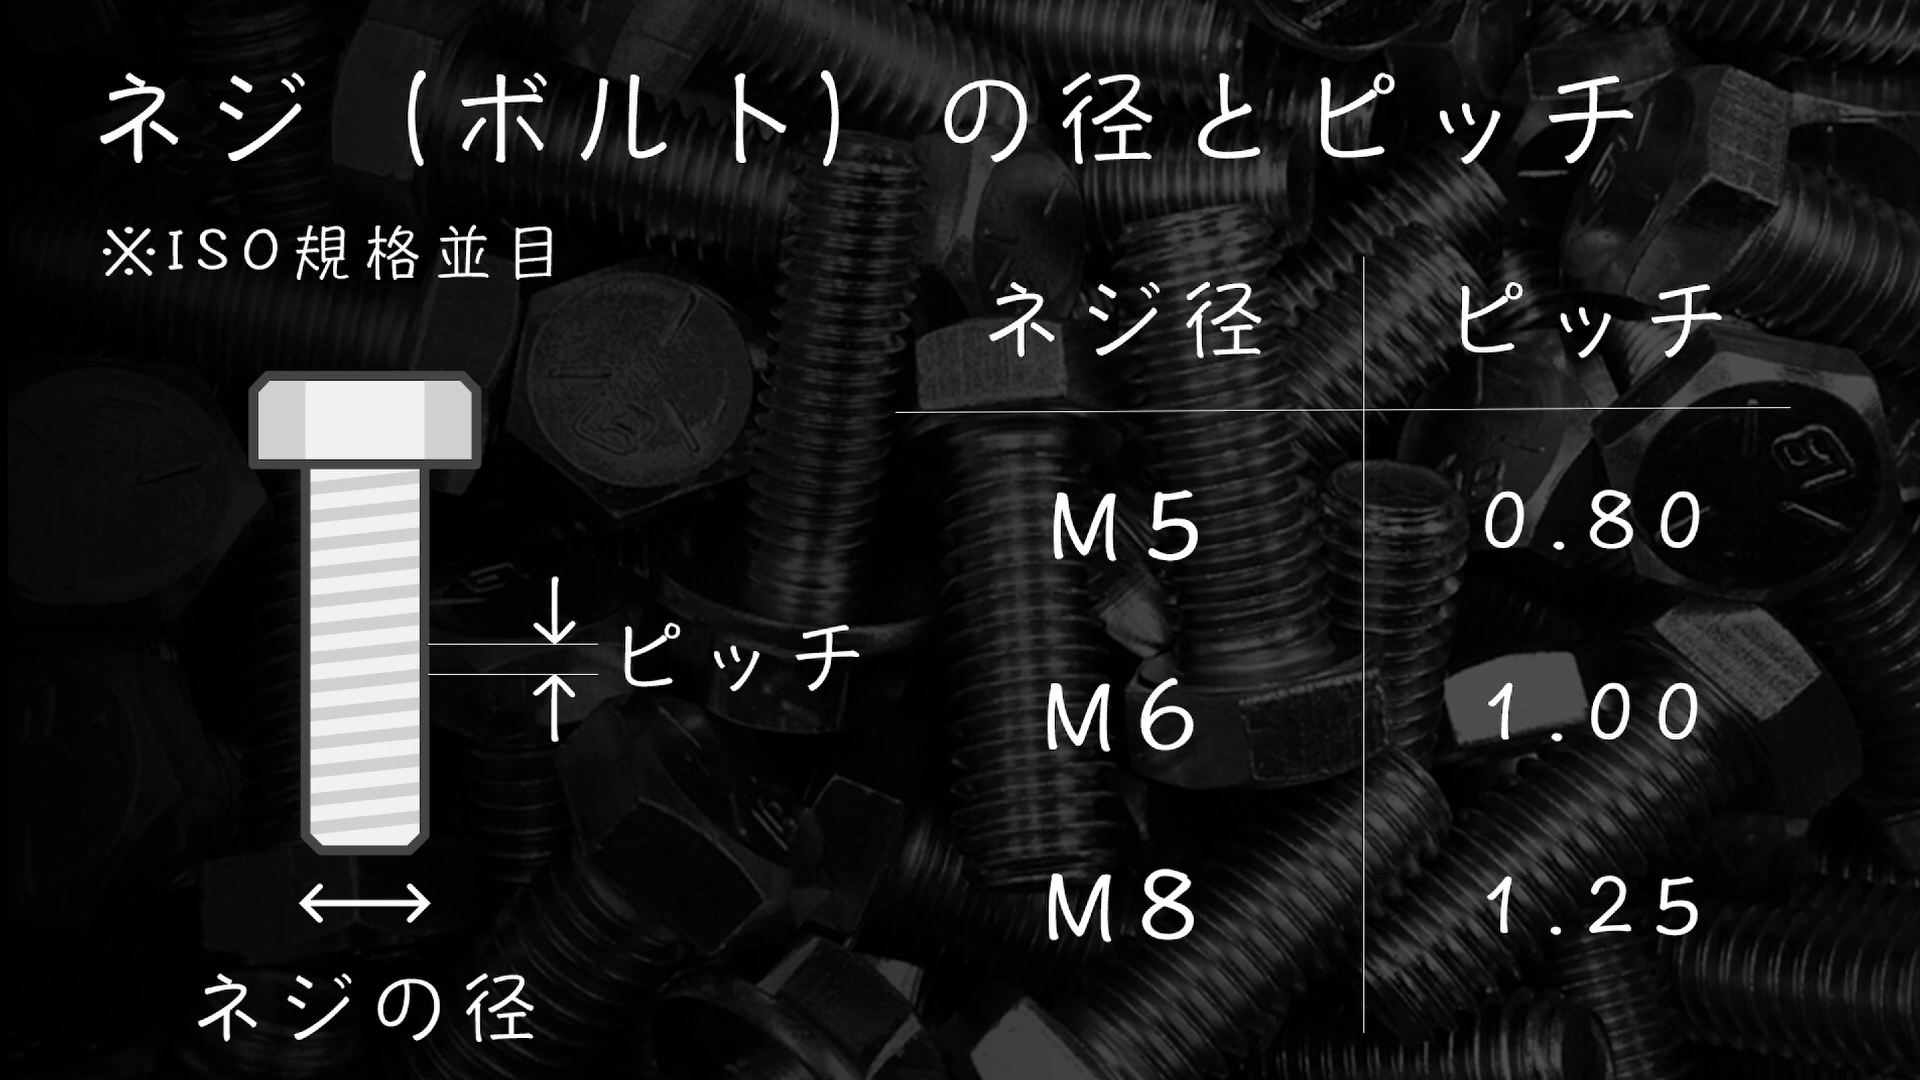 ネジ（ボルト）の径とピッチ
※ISO規格並目
ネジ径 ピッチ
M5 0.80
M6 1.00
M8 1.25
ピッチ
ネジの径